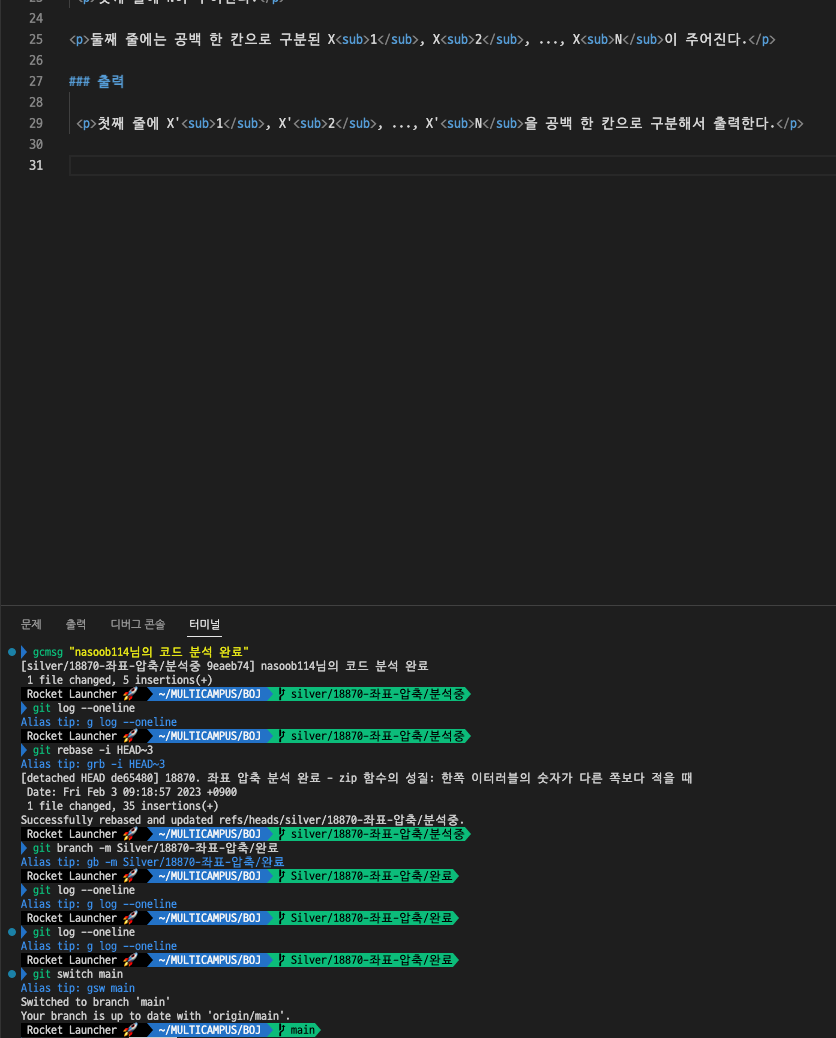 23 <p>첫째 줄에 N이 주어진다.</p>
24
25 <p>둘째 줄에는 공백 한 칸으로 구분된 X<sub>1</sub>, X<sub>2</sub>, ..., X<sub>N</sub>이 주어진다.</p>
26
27 ### 출력
28
29 <p>첫째 줄에 X'<sub>1</sub>, X'<sub>2</sub>, ..., X'<sub>N</sub>을 공백 한 칸으로 구분해서 출력한다.</p>
30
31
문제 출력 디버그 콘솔 터미널
gcmsg "nasoob114님의 코드 분석 완료"
[silver/18870-좌표-압축/분석중 9eaeb74] nasoob114님의 코드 분석 완료
1 file changed, 5 insertions(+)
Rocket Launcher 🚀 ~/MULTICAMPUS/BOJ silver/18870-좌표-압축/분석중
git log --oneline
Alias tip: g log --oneline
Rocket Launcher 🚀 ~/MULTICAMPUS/BOJ silver/18870-좌표-압축/분석중
git rebase -i HEAD~3
Alias tip: grb -i HEAD~3
[detached HEAD de65480] 18870. 좌표 압축 분석 완료 - zip 함수의 성질: 한쪽 이터러블의 숫자가 다른 쪽보다 적을 때
Date: Fri Feb 3 09:18:57 2023 +0900
1 file changed, 35 insertions(+)
Successfully rebased and updated refs/heads/silver/18870-좌표-압축/분석중.
Rocket Launcher 🚀 ~/MULTICAMPUS/BOJ silver/18870-좌표-압축/분석중
git branch -m Silver/18870-좌표-압축/완료
Alias tip: gb -m Silver/18870-좌표-압축/완료
Rocket Launcher 🚀 ~/MULTICAMPUS/BOJ Silver/18870-좌표-압축/완료
git log --oneline
Alias tip: g log --oneline
Rocket Launcher 🚀 ~/MULTICAMPUS/BOJ Silver/18870-좌표-압축/완료
git log --oneline
Alias tip: g log --oneline
Rocket Launcher 🚀 ~/MULTICAMPUS/BOJ Silver/18870-좌표-압축/완료
git switch main
Alias tip: gsw main
Switched to branch 'main'
Your branch is up to date with 'origin/main'.
Rocket Launcher 🚀 ~/MULTICAMPUS/BOJ main